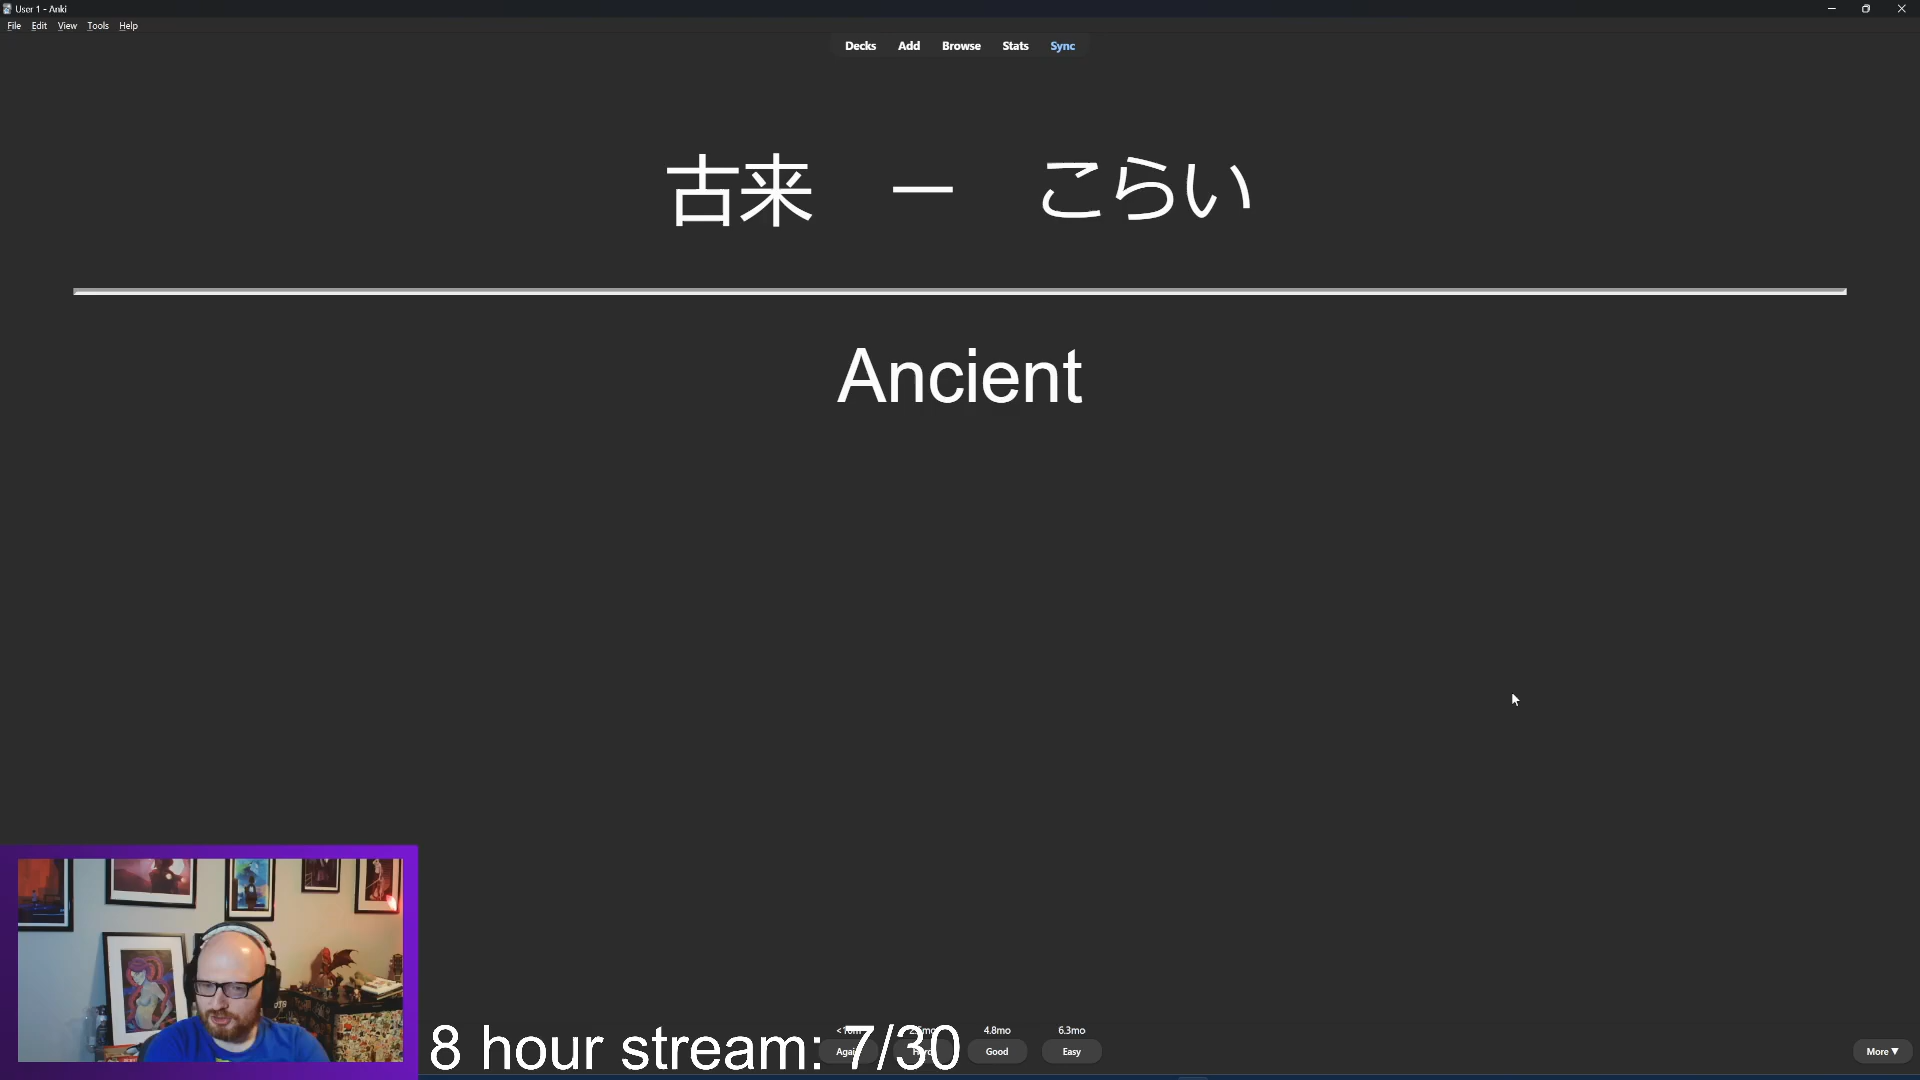 User 1 - Anki
File Edit View Tools Help
Decks Add Browse Stats Sync
古来 ー こらい
Ancient
4.8mo 6.3mo
Good Easy More ▼
8 hour stream: 7/30